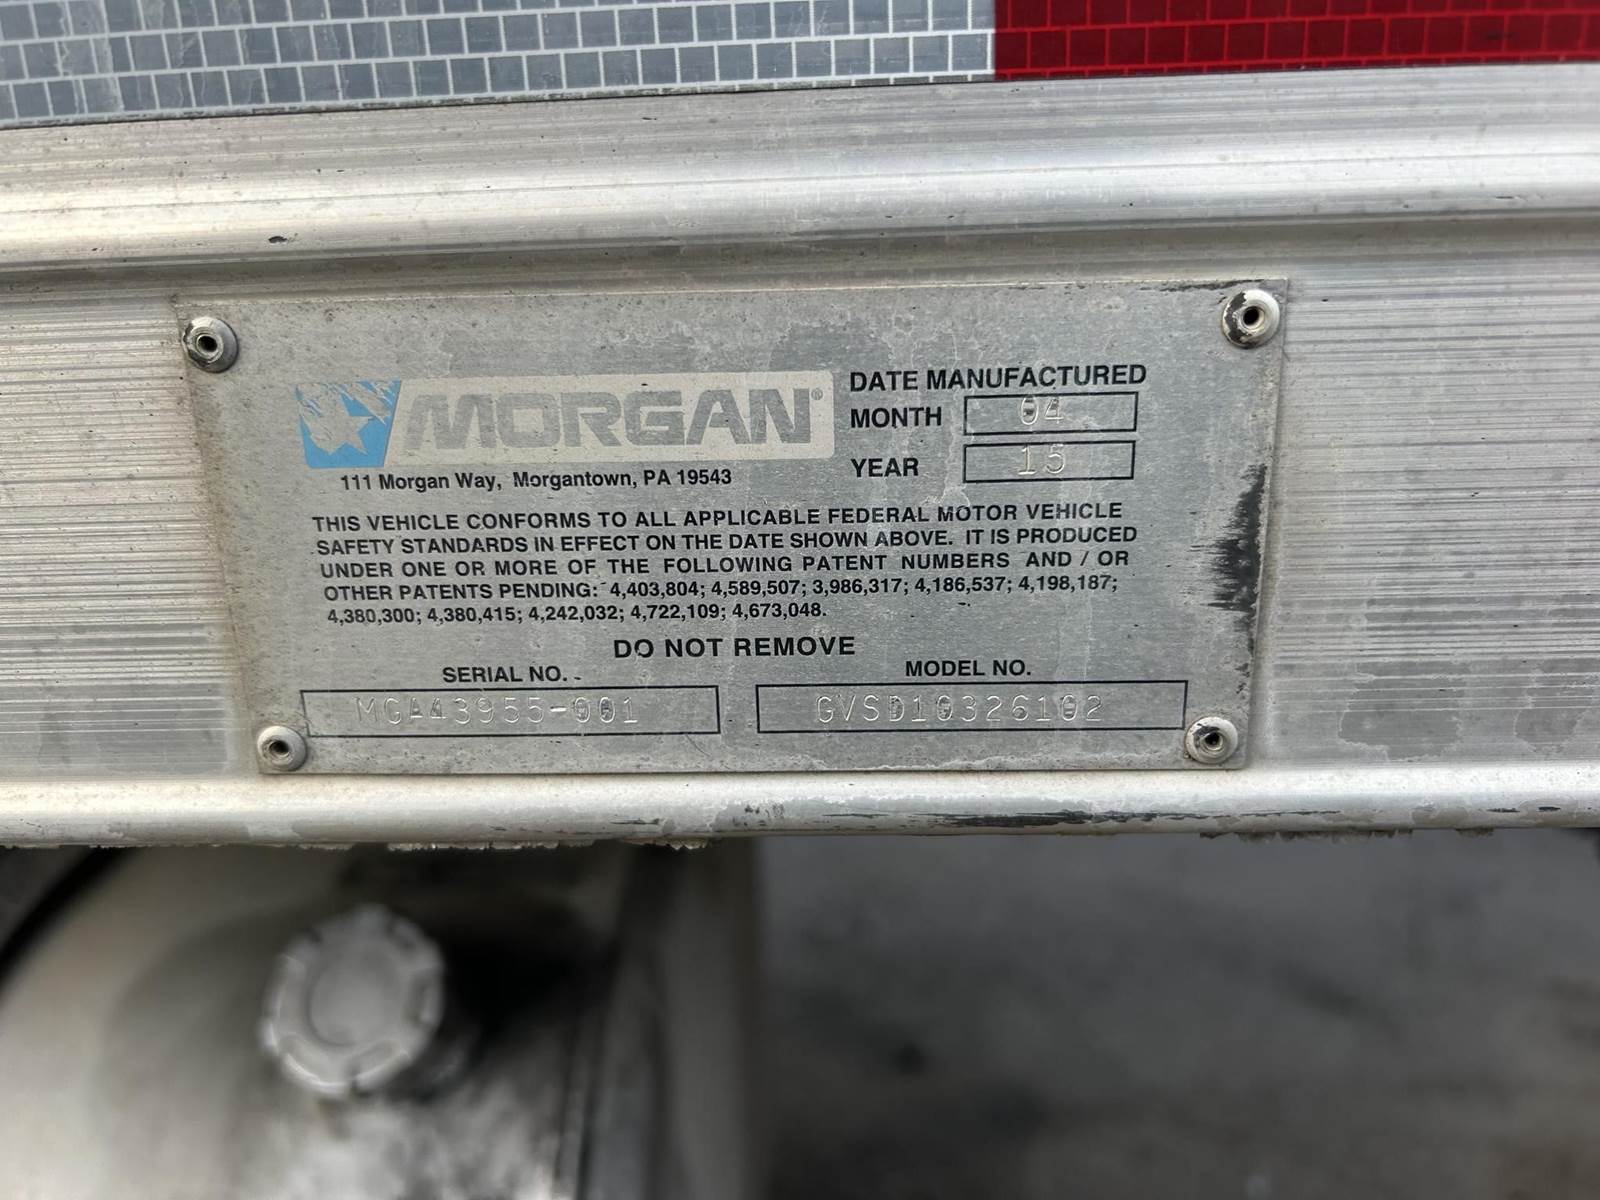 MORGAN®
DATE MANUFACTURED
MONTH 04
YEAR 15
111 Morgan Way, Morgantown, PA 19543
THIS VEHICLE CONFORMS TO ALL APPLICABLE FEDERAL MOTOR VEHICLE
SAFETY STANDARDS IN EFFECT ON THE DATE SHOWN ABOVE. IT IS PRODUCED
UNDER ONE OR MORE OF THE FOLLOWING PATENT NUMBERS AND / OR
OTHER PATENTS PENDING: 4,403,804; 4,589,507; 3,986,317; 4,186,537; 4,198,187;
4,380,300; 4,380,415; 4,242,032; 4,722,109; 4,673,048.
DO NOT REMOVE
SERIAL NO. MODEL NO.
MGA43955-001 GVSD10326102